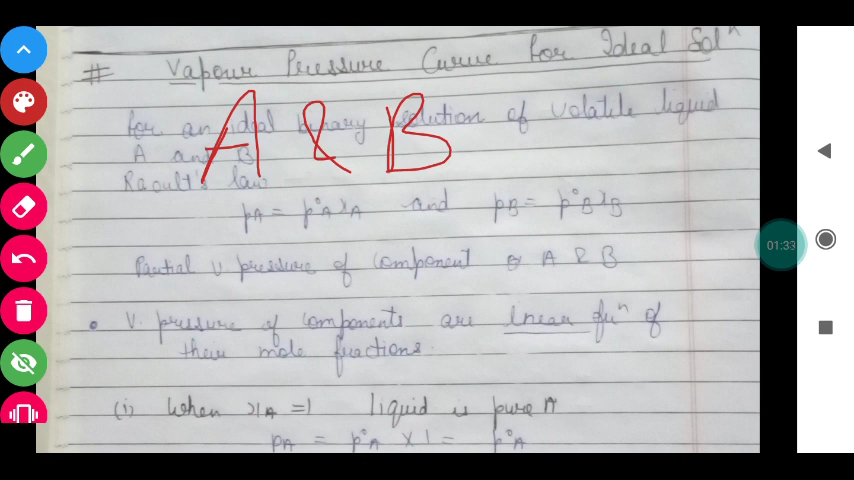 # Vapour Pressure Curve for Ideal Solⁿ
A & B
For an ideal binary solution of volatile liquid
A and B
Raoult's law
pA = p°A xA and pB = p°B xB
Partial v. pressure of component A & B
• V. pressure of components are linear fuⁿ of
their mole fractions.
(i) When xA = 1 liquid is pure A
pA = p°A × 1 = p°A
01:33